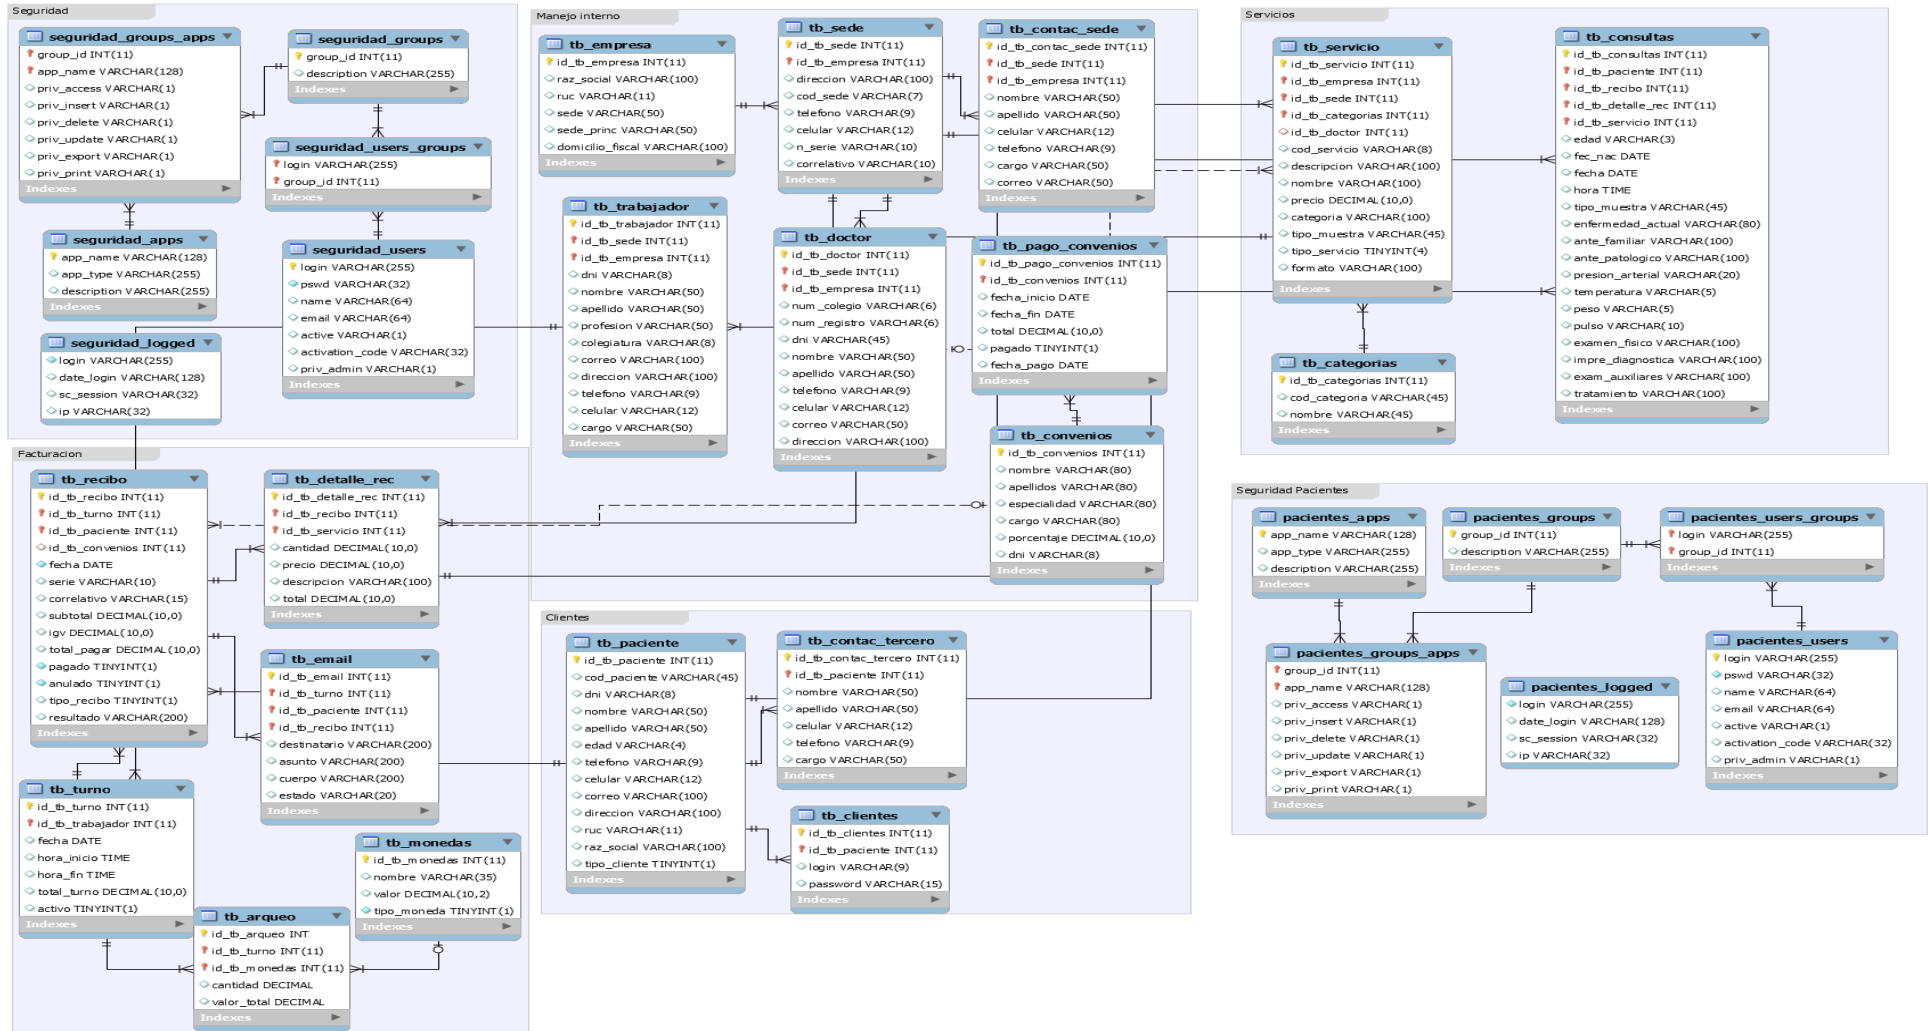 Seguridad
seguridad_groups_apps
group_id INT(11)
app_name VARCHAR(128)
priv_access VARCHAR(1)
priv_insert VARCHAR(1)
priv_delete VARCHAR(1)
priv_update VARCHAR(1)
priv_export VARCHAR(1)
priv_print VARCHAR(1)
Indexes
seguridad_groups
group_id INT(11)
description VARCHAR(255)
Indexes
seguridad_users_groups
login VARCHAR(255)
group_id INT(11)
Indexes
seguridad_apps
app_name VARCHAR(128)
app_type VARCHAR(255)
description VARCHAR(255)
Indexes
seguridad_users
login VARCHAR(255)
pswd VARCHAR(32)
name VARCHAR(64)
email VARCHAR(64)
active VARCHAR(1)
activation_code VARCHAR(32)
priv_admin VARCHAR(1)
Indexes
seguridad_logged
login VARCHAR(255)
date_login VARCHAR(128)
sc_session VARCHAR(32)
ip VARCHAR(32)
Manejo interno
tb_empresa
id_tb_empresa INT(11)
raz_social VARCHAR(100)
ruc VARCHAR(11)
sede VARCHAR(50)
sede_princ VARCHAR(50)
domicilio_fiscal VARCHAR(100)
Indexes
tb_sede
id_tb_sede INT(11)
id_tb_empresa INT(11)
direccion VARCHAR(100)
cod_sede VARCHAR(7)
telefono VARCHAR(9)
celular VARCHAR(12)
n_serie VARCHAR(10)
correlativo VARCHAR(10)
Indexes
tb_contac_sede
id_tb_contac_sede INT(11)
id_tb_sede INT(11)
id_tb_empresa INT(11)
nombre VARCHAR(50)
apellido VARCHAR(50)
celular VARCHAR(12)
telefono VARCHAR(9)
cargo VARCHAR(50)
correo VARCHAR(50)
Indexes
tb_trabajador
id_tb_trabajador INT(11)
id_tb_sede INT(11)
id_tb_empresa INT(11)
dni VARCHAR(8)
nombre VARCHAR(50)
apellido VARCHAR(50)
profesion VARCHAR(50)
colegiatura VARCHAR(8)
correo VARCHAR(100)
direccion VARCHAR(100)
telefono VARCHAR(9)
celular VARCHAR(12)
cargo VARCHAR(50)
Indexes
tb_doctor
id_tb_doctor INT(11)
id_tb_sede INT(11)
id_tb_empresa INT(11)
num_colegio VARCHAR(6)
num_registro VARCHAR(6)
dni VARCHAR(45)
nombre VARCHAR(50)
apellido VARCHAR(50)
telefono VARCHAR(9)
celular VARCHAR(12)
correo VARCHAR(50)
direccion VARCHAR(100)
Indexes
tb_pago_convenios
id_tb_pago_convenios INT(11)
id_tb_convenios INT(11)
fecha_inicio DATE
fecha_fin DATE
total DECIMAL(10,0)
pagado TINYINT(1)
fecha_pago DATE
Indexes
tb_convenios
id_tb_convenios INT(11)
nombre VARCHAR(80)
apellidos VARCHAR(80)
especialidad VARCHAR(80)
cargo VARCHAR(80)
porcentaje DECIMAL(10,0)
dni VARCHAR(8)
Indexes
Servicios
tb_servicio
id_tb_servicio INT(11)
id_tb_empresa INT(11)
id_tb_sede INT(11)
id_tb_categorias INT(11)
id_tb_doctor INT(11)
cod_servicio VARCHAR(8)
descripcion VARCHAR(100)
nombre VARCHAR(100)
precio DECIMAL(10,0)
categoria VARCHAR(100)
tipo_muestra VARCHAR(45)
tipo_servicio TINYINT(4)
formato VARCHAR(100)
Indexes
tb_categorias
id_tb_categorias INT(11)
cod_categoria VARCHAR(45)
nombre VARCHAR(45)
Indexes
tb_consultas
id_tb_consultas INT(11)
id_tb_paciente INT(11)
id_tb_recibo INT(11)
id_tb_detalle_rec INT(11)
id_tb_servicio INT(11)
edad VARCHAR(3)
fec_nac DATE
fecha DATE
hora TIME
tipo_muestra VARCHAR(45)
enfermedad_actual VARCHAR(80)
ante_familiar VARCHAR(100)
ante_patologico VARCHAR(100)
presion_arterial VARCHAR(20)
temperatura VARCHAR(5)
peso VARCHAR(5)
pulso VARCHAR(10)
examen_fisico VARCHAR(100)
impre_diagnostica VARCHAR(100)
exam_auxiliares VARCHAR(100)
tratamiento VARCHAR(100)
Indexes
Facturacion
tb_recibo
id_tb_recibo INT(11)
id_tb_turno INT(11)
id_tb_paciente INT(11)
id_tb_convenios INT(11)
fecha DATE
serie VARCHAR(10)
correlativo VARCHAR(15)
subtotal DECIMAL(10,0)
igv DECIMAL(10,0)
total_pagar DECIMAL(10,0)
pagado TINYINT(1)
anulado TINYINT(1)
tipo_recibo TINYINT(1)
resultado VARCHAR(200)
Indexes
tb_detalle_rec
id_tb_detalle_rec INT(11)
id_tb_recibo INT(11)
id_tb_servicio INT(11)
cantidad DECIMAL(10,0)
precio DECIMAL(10,0)
descripcion VARCHAR(100)
total DECIMAL(10,0)
Indexes
tb_email
id_tb_email INT(11)
id_tb_turno INT(11)
id_tb_paciente INT(11)
id_tb_recibo INT(11)
destinatario VARCHAR(200)
asunto VARCHAR(200)
cuerpo VARCHAR(200)
estado VARCHAR(20)
Indexes
tb_turno
id_tb_turno INT(11)
id_tb_trabajador INT(11)
fecha DATE
hora_inicio TIME
hora_fin TIME
total_turno DECIMAL(10,0)
activo TINYINT(1)
Indexes
tb_monedas
id_tb_monedas INT(11)
nombre VARCHAR(35)
valor DECIMAL(10,2)
tipo_moneda TINYINT(1)
Indexes
tb_arqueo
id_tb_arqueo INT
id_tb_turno INT(11)
id_tb_monedas INT(11)
cantidad DECIMAL
valor_total DECIMAL
Indexes
Clientes
tb_paciente
id_tb_paciente INT(11)
cod_paciente VARCHAR(45)
dni VARCHAR(8)
nombre VARCHAR(50)
apellido VARCHAR(50)
edad VARCHAR(4)
telefono VARCHAR(9)
celular VARCHAR(12)
correo VARCHAR(100)
direccion VARCHAR(100)
ruc VARCHAR(11)
raz_social VARCHAR(100)
tipo_cliente TINYINT(1)
Indexes
tb_contac_tercero
id_tb_contac_tercero INT(11)
id_tb_paciente INT(11)
nombre VARCHAR(50)
apellido VARCHAR(50)
celular VARCHAR(12)
telefono VARCHAR(9)
cargo VARCHAR(50)
Indexes
tb_clientes
id_tb_clientes INT(11)
id_tb_paciente INT(11)
login VARCHAR(9)
password VARCHAR(15)
Indexes
Seguridad Pacientes
pacientes_apps
app_name VARCHAR(128)
app_type VARCHAR(255)
description VARCHAR(255)
Indexes
pacientes_groups
group_id INT(11)
description VARCHAR(255)
Indexes
pacientes_users_groups
login VARCHAR(255)
group_id INT(11)
Indexes
pacientes_groups_apps
group_id INT(11)
app_name VARCHAR(128)
priv_access VARCHAR(1)
priv_insert VARCHAR(1)
priv_delete VARCHAR(1)
priv_update VARCHAR(1)
priv_export VARCHAR(1)
priv_print VARCHAR(1)
Indexes
pacientes_logged
login VARCHAR(255)
date_login VARCHAR(128)
sc_session VARCHAR(32)
ip VARCHAR(32)
pacientes_users
login VARCHAR(255)
pswd VARCHAR(32)
name VARCHAR(64)
email VARCHAR(64)
active VARCHAR(1)
activation_code VARCHAR(32)
priv_admin VARCHAR(1)
Indexes